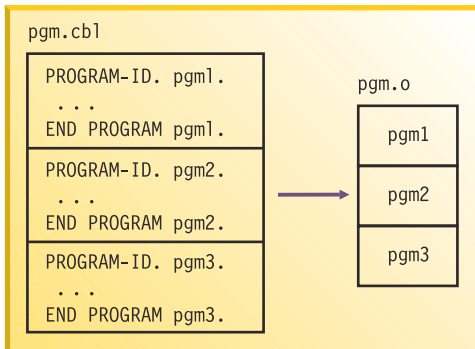 pgm.cbl
PROGRAM-ID. pgm1.
...
END PROGRAM pgm1.
PROGRAM-ID. pgm2.
...
END PROGRAM pgm2.
PROGRAM-ID. pgm3.
...
END PROGRAM pgm3.
pgm.o
pgm1
pgm2
pgm3